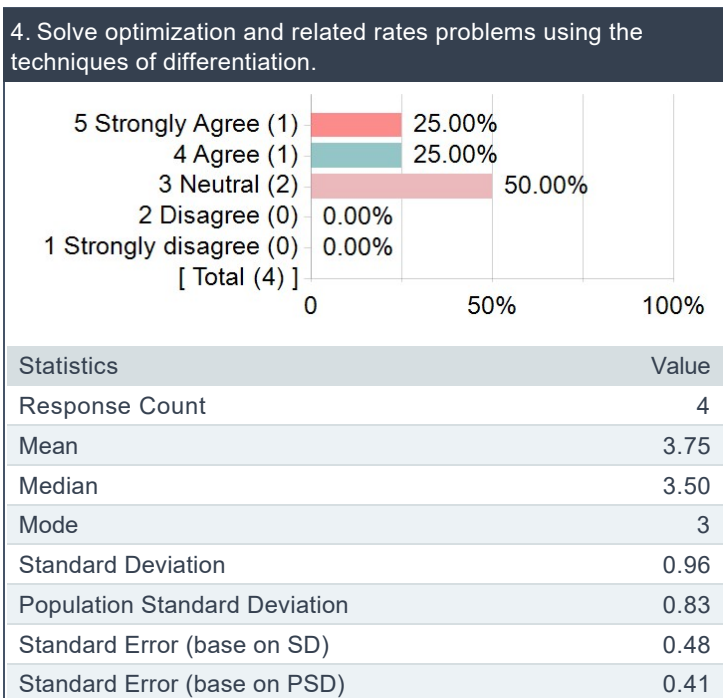 4. Solve optimization and related rates problems using the
techniques of differentiation.
5 Strongly Agree (1) 25.00%
4 Agree (1) 25.00%
3 Neutral (2) 50.00%
2 Disagree (0) 0.00%
1 Strongly disagree (0) 0.00%
[ Total (4) ]
0 50% 100%
Statistics Value
Response Count 4
Mean 3.75
Median 3.50
Mode 3
Standard Deviation 0.96
Population Standard Deviation 0.83
Standard Error (base on SD) 0.48
Standard Error (base on PSD) 0.41